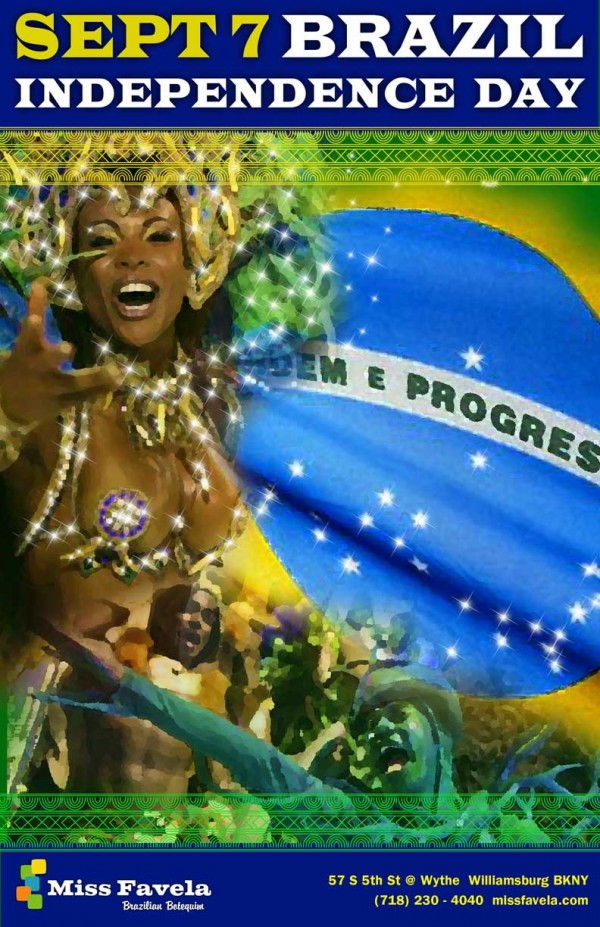 SEPT 7 BRAZIL
INDEPENDENCE DAY
DEM E PROGRES
Miss Favela
Brazilian Botequim
57 S 5th St @ Wythe Williamsburg BKNY
(718) 230 - 4040 missfavela.com